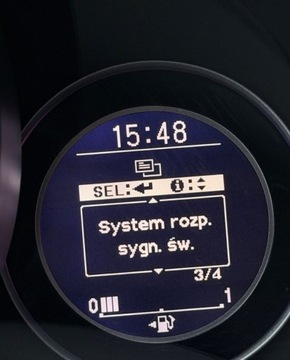 15:48
SEL:↵ i:
System rozp.
sygn. św.
3/4
0 1